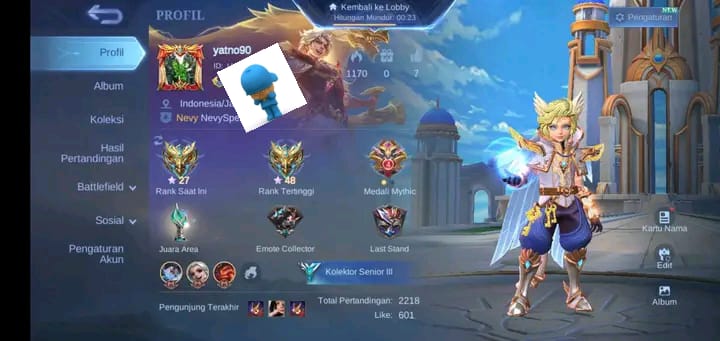 PROFIL
Kembali ke Lobby
Hitungan Mundur: 00:23
NEW
Pengaturan
Profil
Album
Koleksi
Hasil
Pertandingan
Battlefield
Sosial
Pengaturan
Akun
yatno90
ID:
1170
0
7
Indonesia/Ja
Nevy NevySpe
27
Rank Saat Ini
48
Rank Tertinggi
Medali Mythic
Juara Area
Emote Collector
Last Stand
Kolektor Senior III
Pengunjung Terakhir
Total Pertandingan: 2218
Like: 601
Kartu Nama
Edit
Album